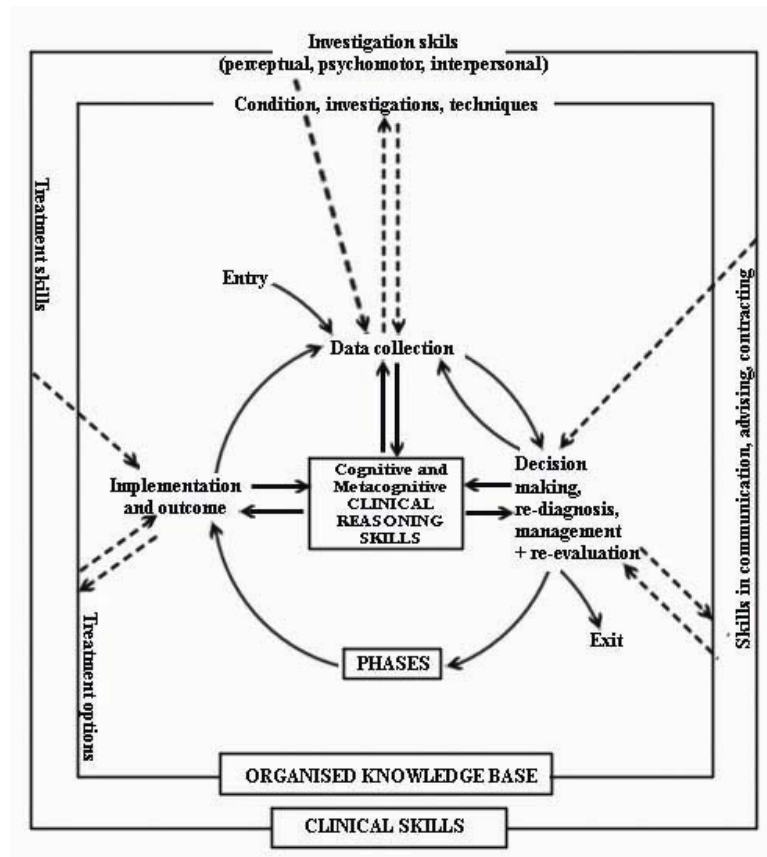 Investigation skils
(perceptual, psychomotor, interpersonal)
Condition, investigations, techniques
Treatment skills
Entry
Data collection
Skills in communication, advising, contracting
Cognitive and
Metacognitive
CLINICAL
REASONING
SKILLS
Decision
making,
re-diagnosis,
management
+ re-evaluation
Implementation
and outcome
Treatment options
Exit
PHASES
ORGANISED KNOWLEDGE BASE
CLINICAL SKILLS